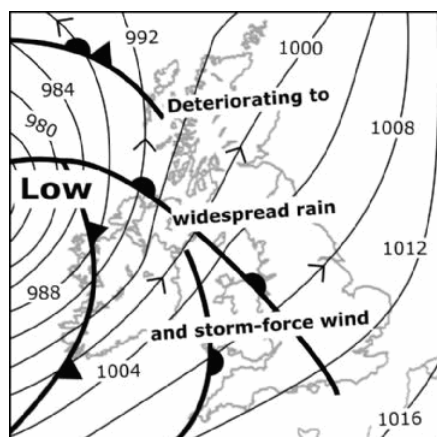 992
1000
984
Deteriorating to
980
1008
Low
widespread rain
1012
988
and storm-force wind
1004
1016